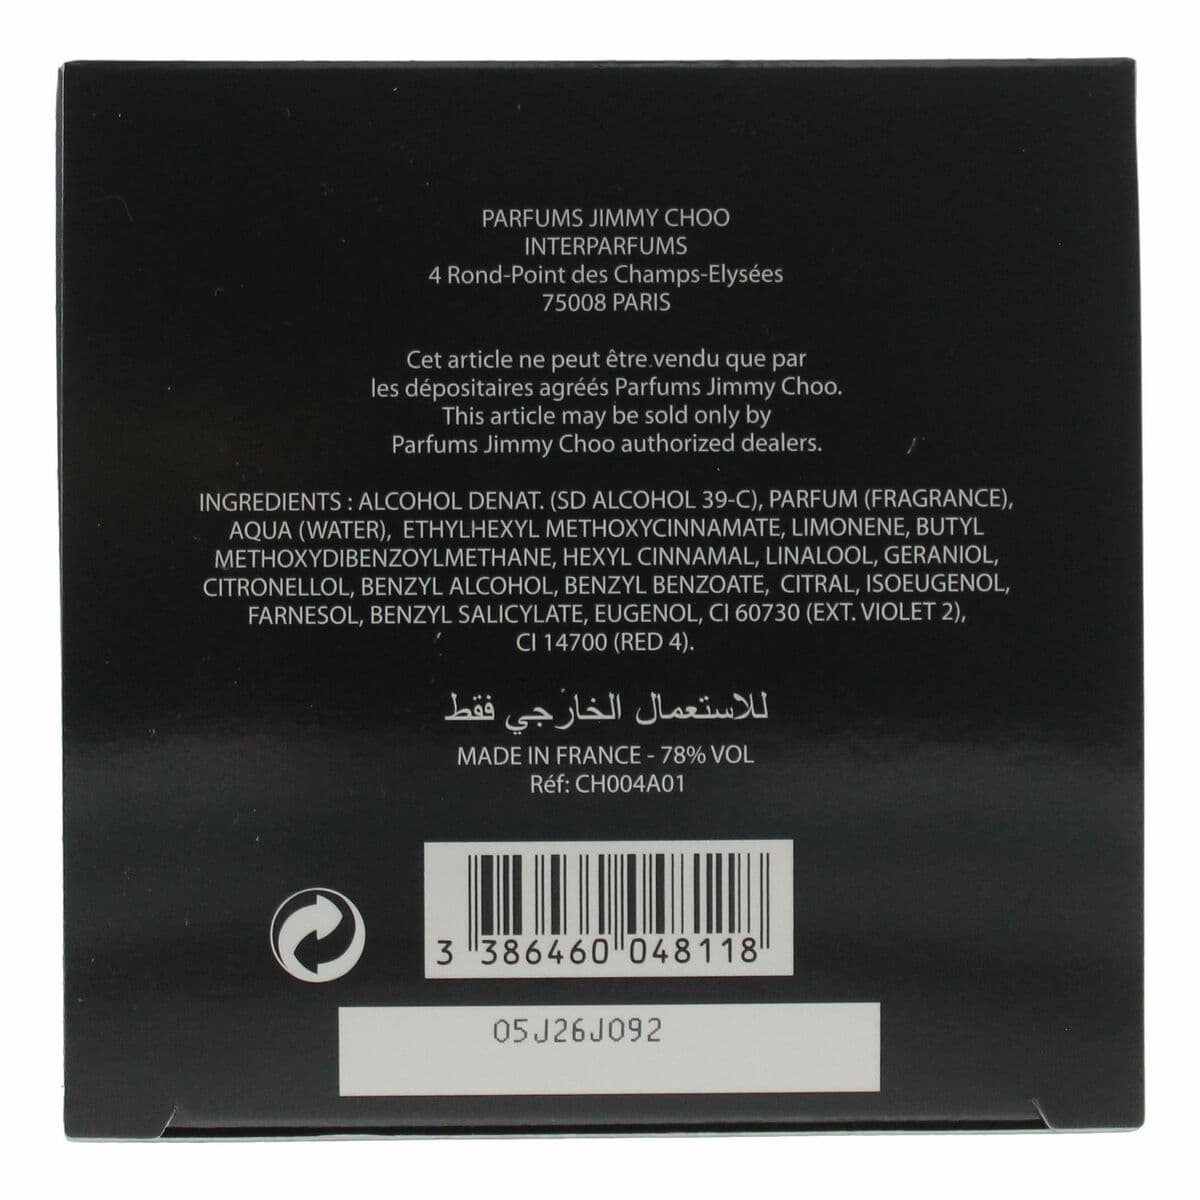 PARFUMS JIMMY CHOO
INTERPARFUMS
4 Rond-Point des Champs-Elysées
75008 PARIS
Cet article ne peut être vendu que par
les dépositaires agréés Parfums Jimmy Choo.
This article may be sold only by
Parfums Jimmy Choo authorized dealers.
INGREDIENTS : ALCOHOL DENAT. (SD ALCOHOL 39-C), PARFUM (FRAGRANCE),
AQUA (WATER), ETHYLHEXYL METHOXYCINNAMATE, LIMONENE, BUTYL
METHOXYDIBENZOYLMETHANE, HEXYL CINNAMAL, LINALOOL, GERANIOL,
CITRONELLOL, BENZYL ALCOHOL, BENZYL BENZOATE, CITRAL, ISOEUGENOL,
FARNESOL, BENZYL SALICYLATE, EUGENOL, CI 60730 (EXT. VIOLET 2),
CI 14700 (RED 4).
للاستعمال الخارجي فقط
MADE IN FRANCE - 78% VOL
Réf: CH004A01
3 386460 048118
05J26J092